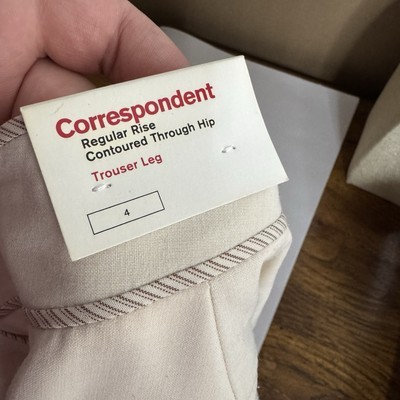 Correspondent
Regular Rise
Contoured Through Hip
Trouser Leg
4